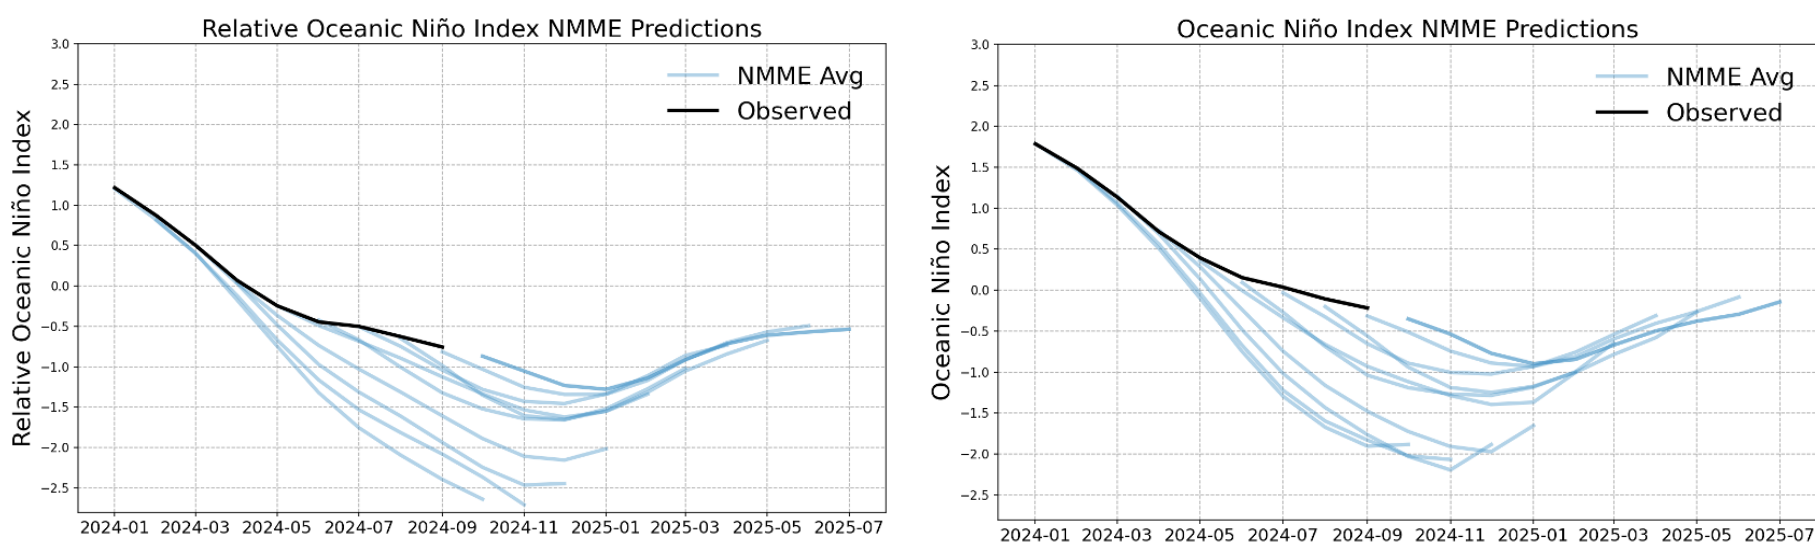 Relative Oceanic Niño Index NMME Predictions
Relative Oceanic Niño Index
3.0
2.5
2.0
1.5
1.0
0.5
0.0
−0.5
−1.0
−1.5
−2.0
−2.5
NMME Avg
Observed
2024-01 2024-03 2024-05 2024-07 2024-09 2024-11 2025-01 2025-03 2025-05 2025-07
Oceanic Niño Index NMME Predictions
Oceanic Niño Index
3.0
2.5
2.0
1.5
1.0
0.5
0.0
−0.5
−1.0
−1.5
−2.0
−2.5
NMME Avg
Observed
2024-01 2024-03 2024-05 2024-07 2024-09 2024-11 2025-01 2025-03 2025-05 2025-07